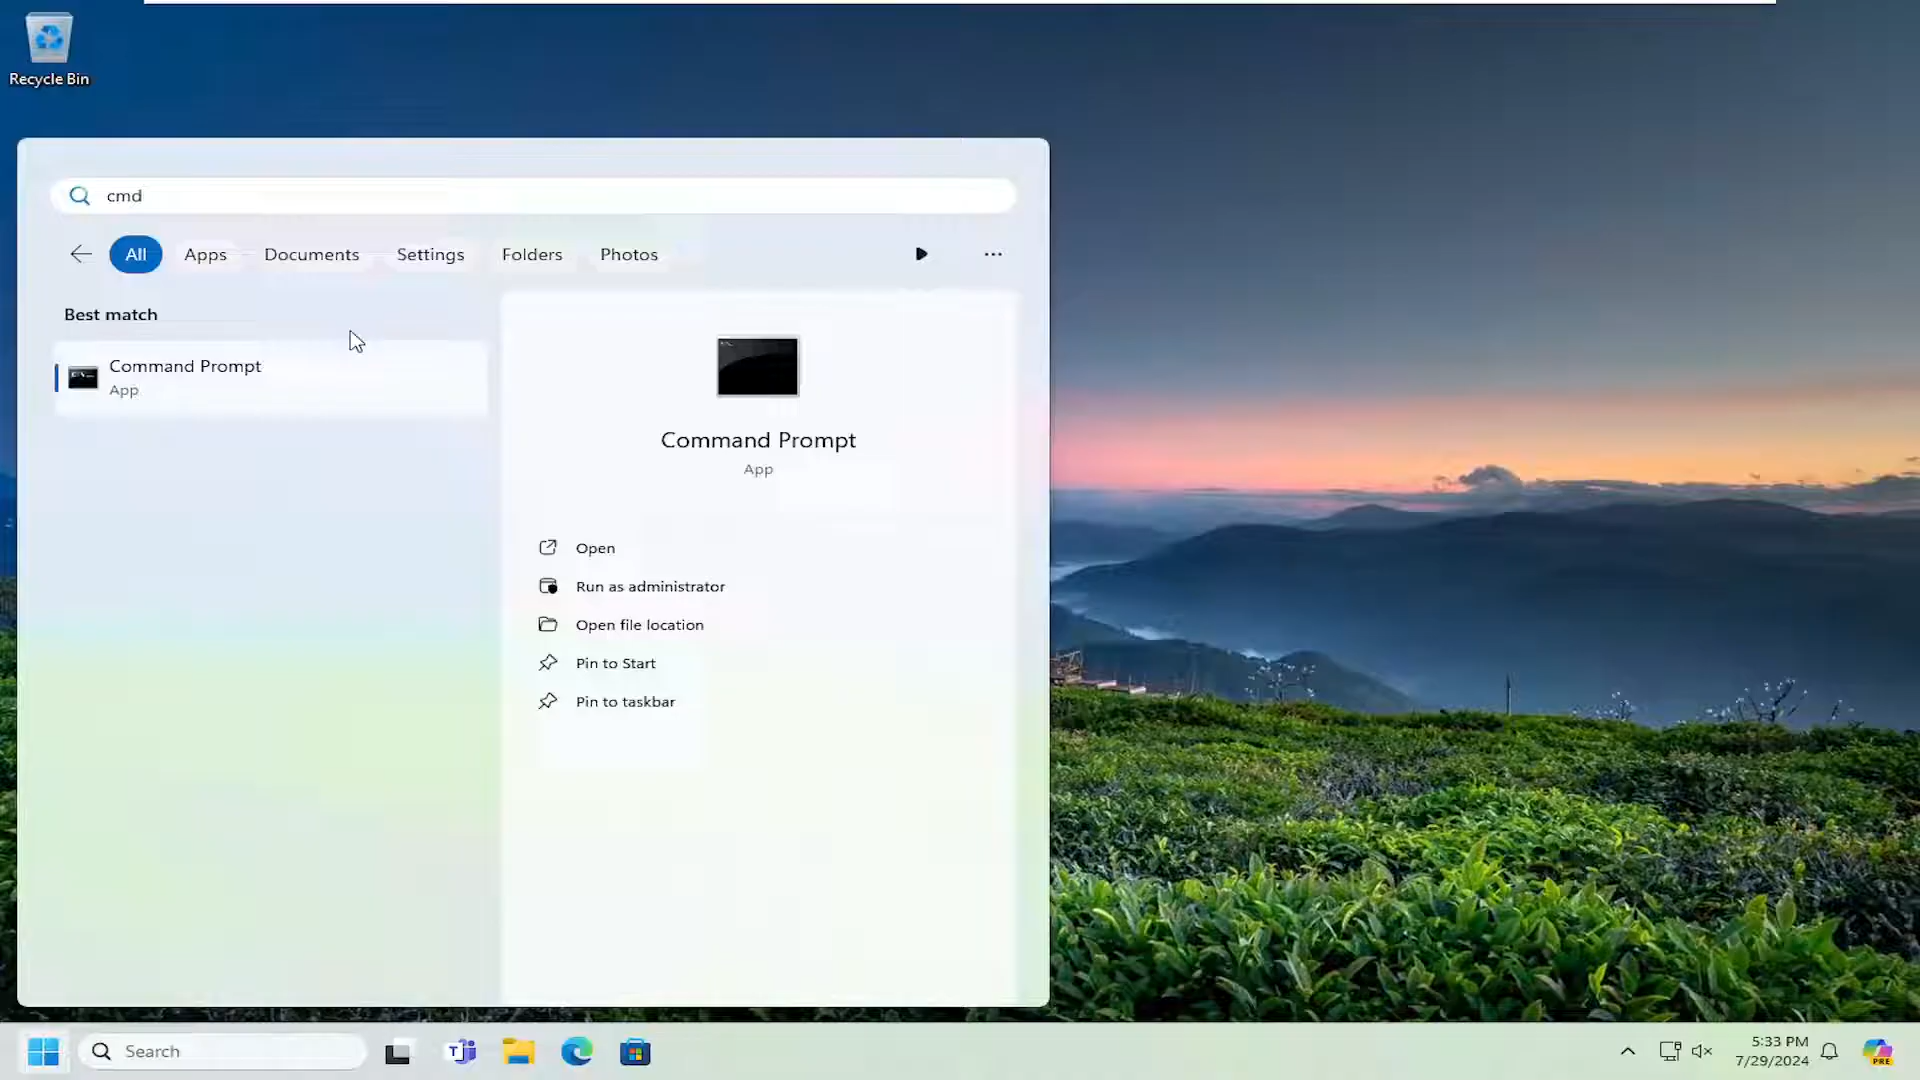 Recycle Bin
cmd
All Apps Documents Settings Folders Photos
Best match
Command Prompt
App
Command Prompt
App
Open
Run as administrator
Open file location
Pin to Start
Pin to taskbar
Search
5:33 PM
7/29/2024
PRE